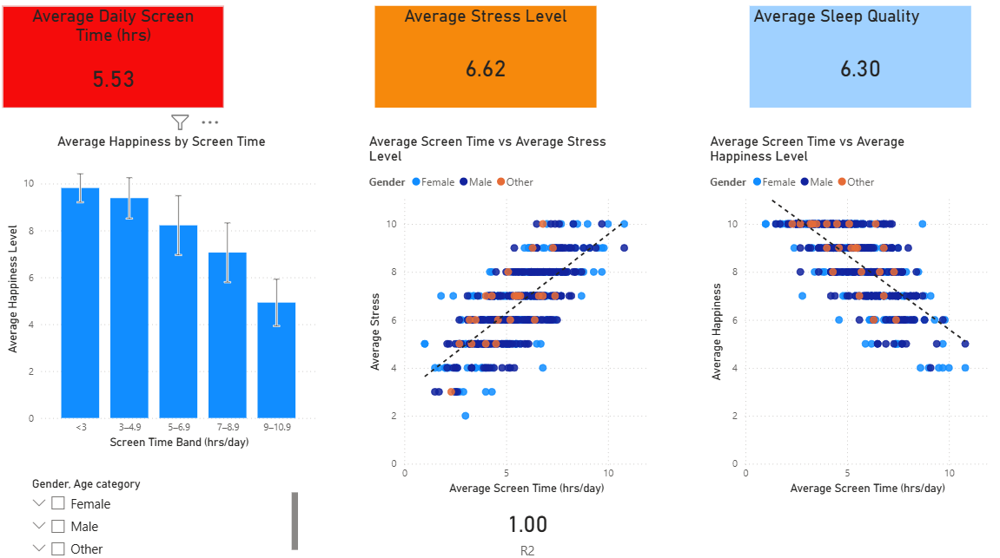 Average Daily Screen
Time (hrs)
5.53
Average Stress Level
6.62
Average Sleep Quality
6.30
Average Happiness by Screen Time
10
8
6
4
2
0
Average Happiness Level
<3
3–4.9
5–6.9
7–8.9
9–10.9
Screen Time Band (hrs/day)
Average Screen Time vs Average Stress
Level
Gender Female Male Other
10
8
6
4
2
0
Average Stress
0 5 10
Average Screen Time (hrs/day)
Average Screen Time vs Average
Happiness Level
Gender Female Male Other
10
8
6
4
2
0
Average Happiness
0 5 10
Average Screen Time (hrs/day)
Gender, Age category
Female
Male
Other
1.00
R2